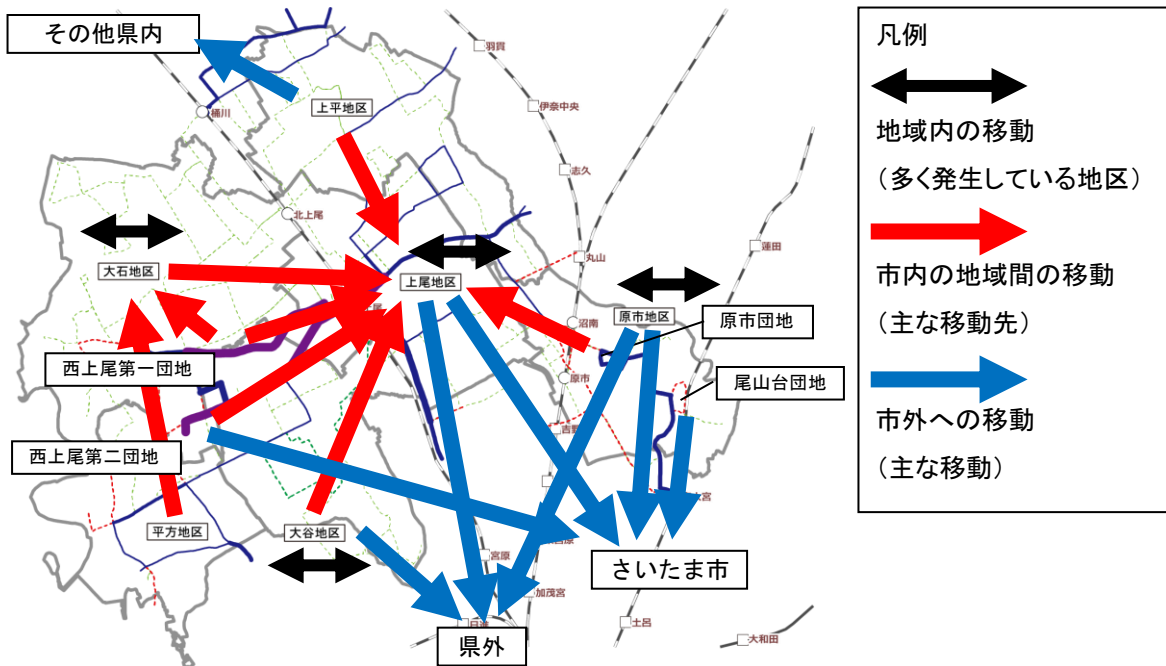 その他県内
羽貫
桶川
上平地区
伊奈中央
志久
北上尾
丸山
蓮田
大石地区
上尾地区
原市地区
沼南
原市団地
西上尾第一団地
原市
尾山台団地
西上尾第二団地
平方地区
大谷地区
宮原
さいたま市
加茂宮
日進
県外
土呂
大和田
凡例
地域内の移動
（多く発生している地区）
市内の地域間の移動
（主な移動先）
市外への移動
（主な移動）